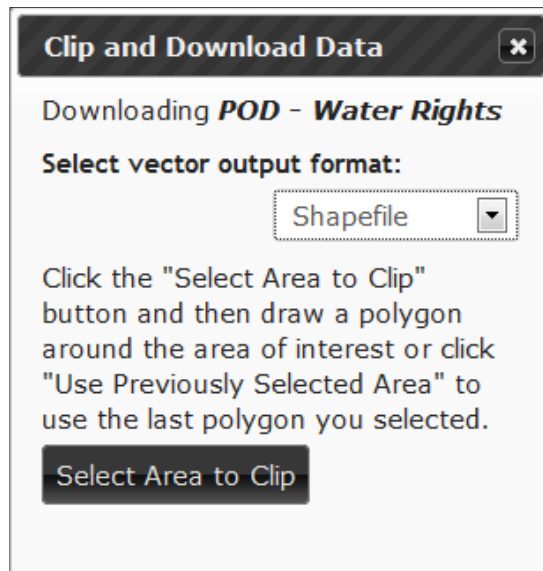 Clip and Download Data
Downloading POD - Water Rights
Select vector output format:
Shapefile
Click the "Select Area to Clip"
button and then draw a polygon
around the area of interest or click
"Use Previously Selected Area" to
use the last polygon you selected.
Select Area to Clip